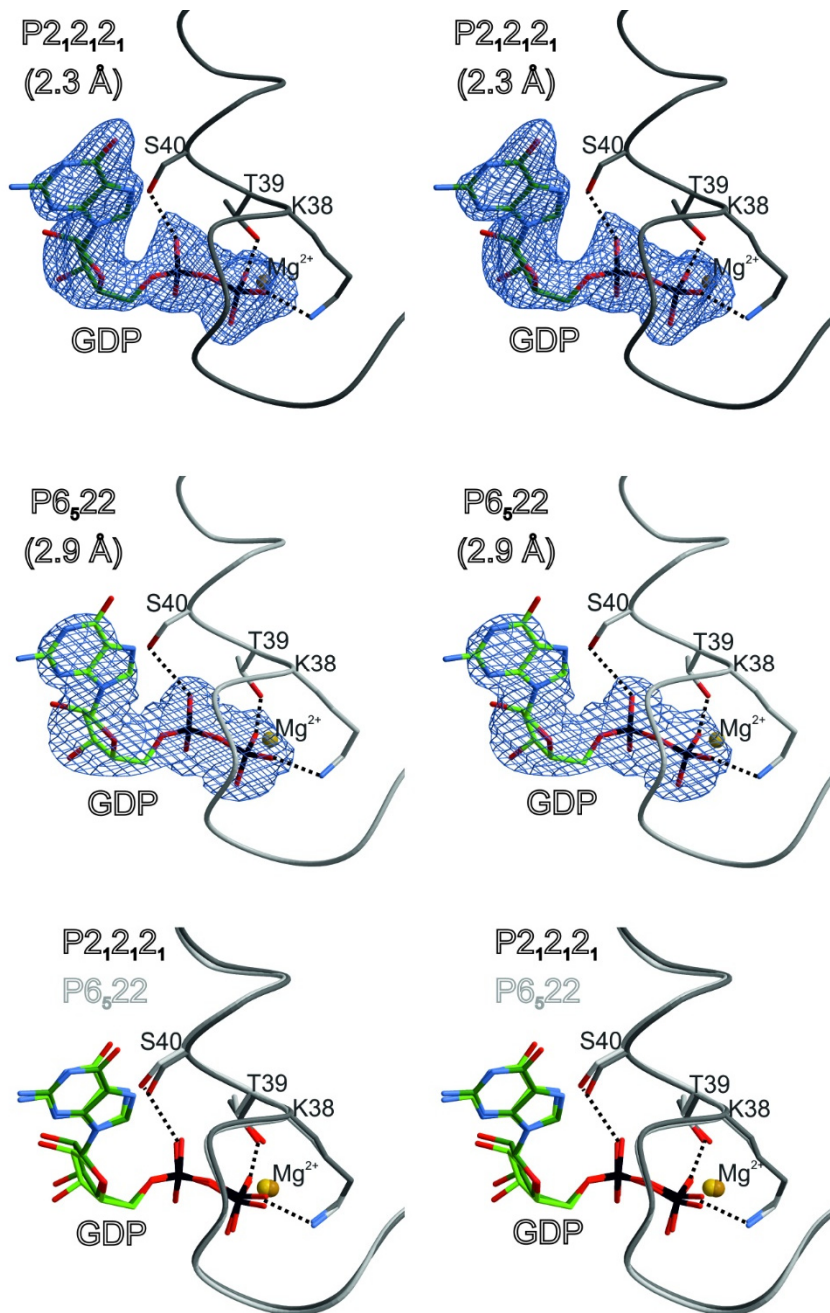 P2₁2₁2₁ P2₁2₁2₁
(2.3 Å) (2.3 Å)
S40 S40
T39 T39
K38 K38
Mg²⁺ Mg²⁺
GDP GDP
P6₅22 P6₅22
(2.9 Å) (2.9 Å)
S40 S40
T39 T39
K38 K38
Mg²⁺ Mg²⁺
GDP GDP
P2₁2₁2₁ P2₁2₁2₁
P6₅22 P6₅22
S40 S40
T39 T39
K38 K38
Mg²⁺ Mg²⁺
GDP GDP